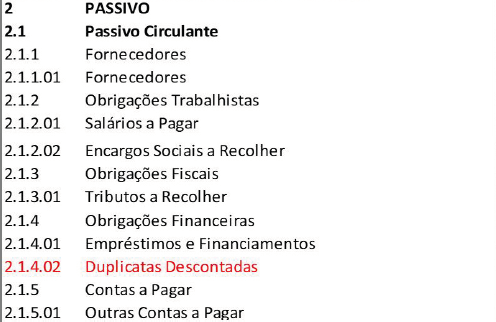 2 PASSIVO
2.1 Passivo Circulante
2.1.1 Fornecedores
2.1.1.01 Fornecedores
2.1.2 Obrigações Trabalhistas
2.1.2.01 Salários a Pagar
2.1.2.02 Encargos Sociais a Recolher
2.1.3 Obrigações Fiscais
2.1.3.01 Tributos a Recolher
2.1.4 Obrigações Financeiras
2.1.4.01 Empréstimos e Financiamentos
2.1.4.02 Duplicatas Descontadas
2.1.5 Contas a Pagar
2.1.5.01 Outras Contas a Pagar